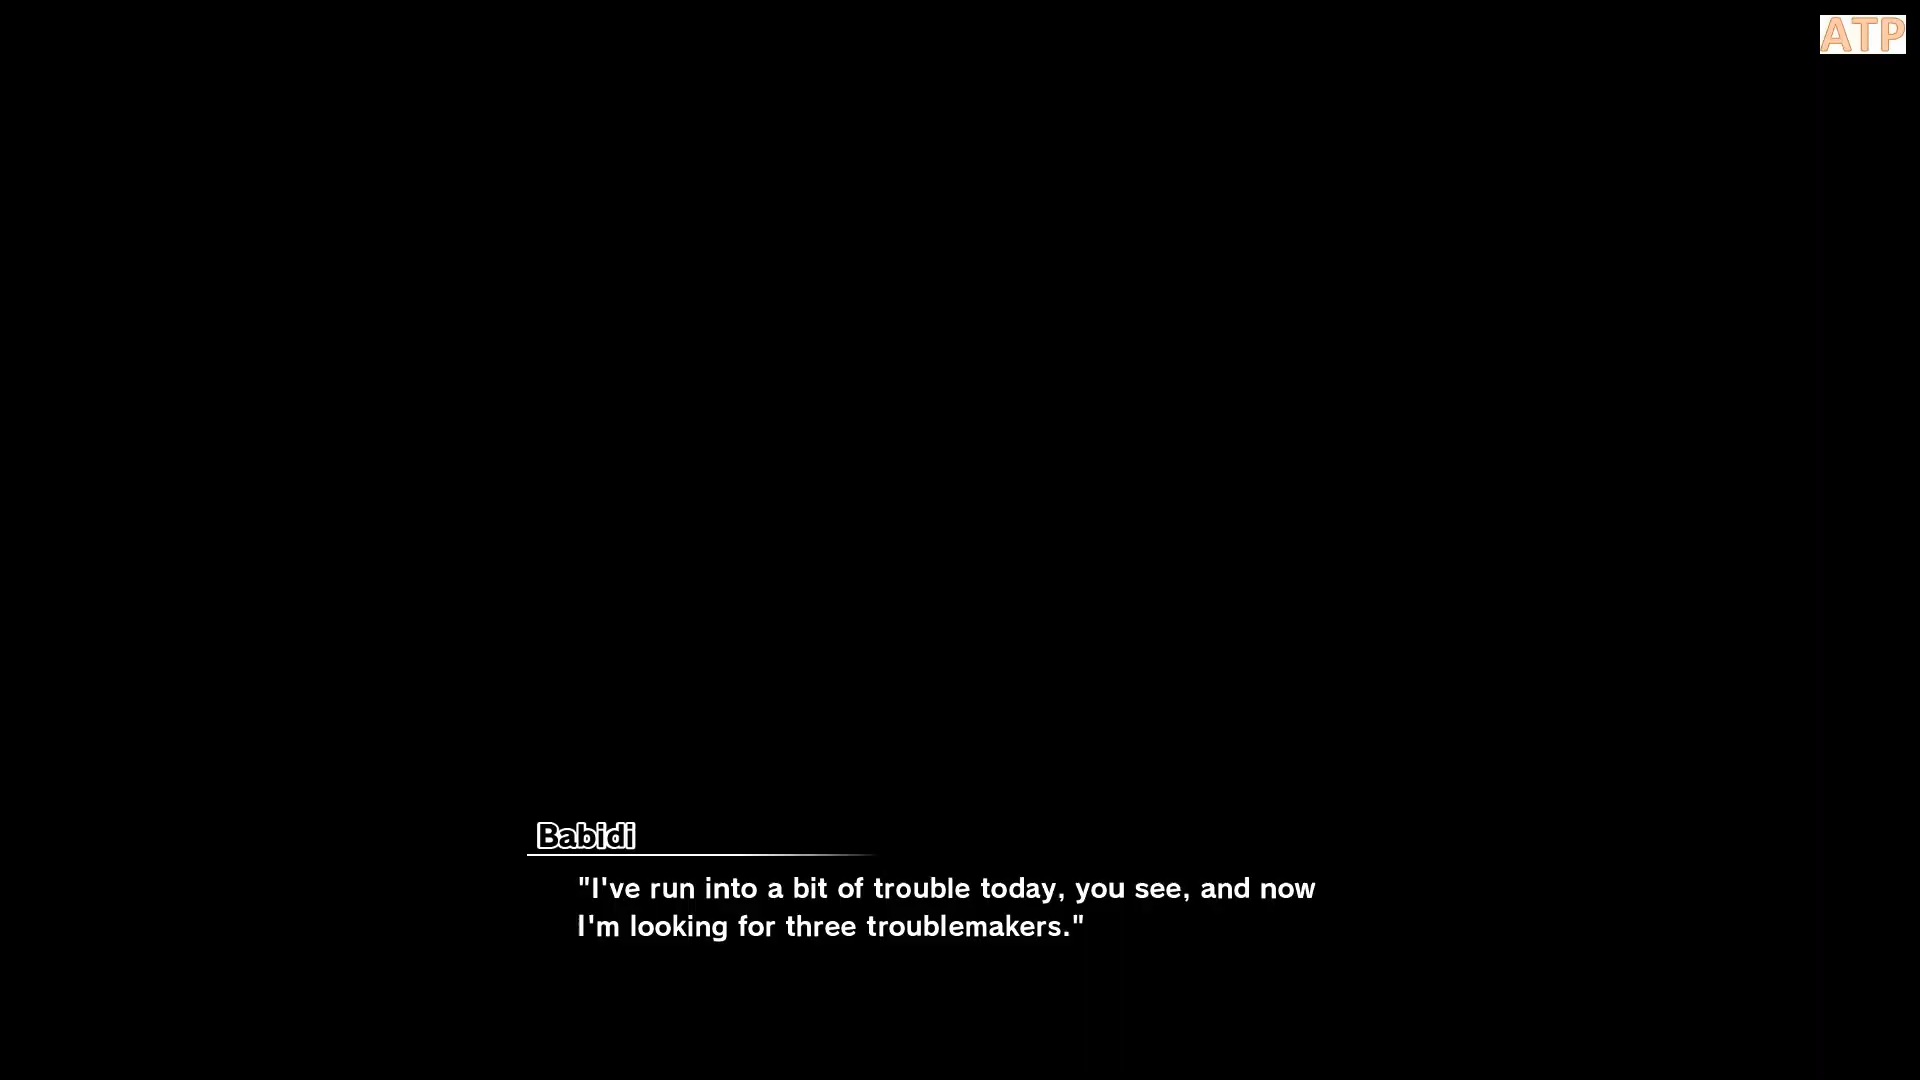 ATP
Babidi
"I've run into a bit of trouble today, you see, and now
I'm looking for three troublemakers."